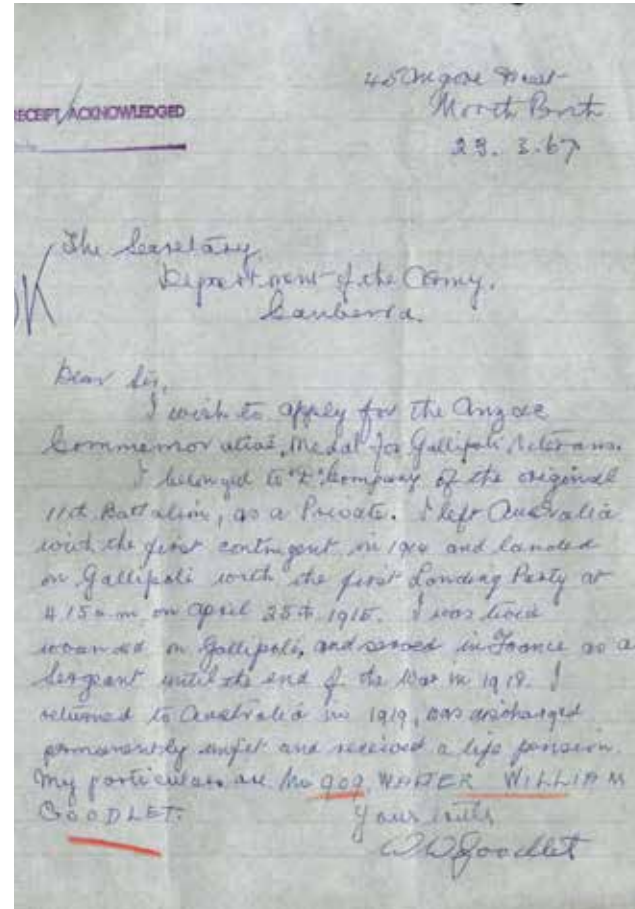 45 Angove Street
North Perth
RECEIPT/ACKNOWLEDGED
23. 3. 67
The Secretary,
Department of the Army,
OK
Canberra.
Dear Sir,
I wish to apply for the Anzac
Commemorative, Medal for Gallipoli Veterans.
I belonged to "D" Company of the original
11th Battalion, as a Private. I left Australia
with the first contingent in 1914 and landed
on Gallipoli with the first Landing Party at
4.15 a.m. on April 25th 1915. I was twice
wounded on Gallipoli, and served in France as a
Sergeant until the end of the War in 1918. I
returned to Australia in 1919, was discharged
permanently unfit and received a life pension.
My particulars are No 909 WALTER WILLIAM
GOODLET.
Yours
W W Goodlet